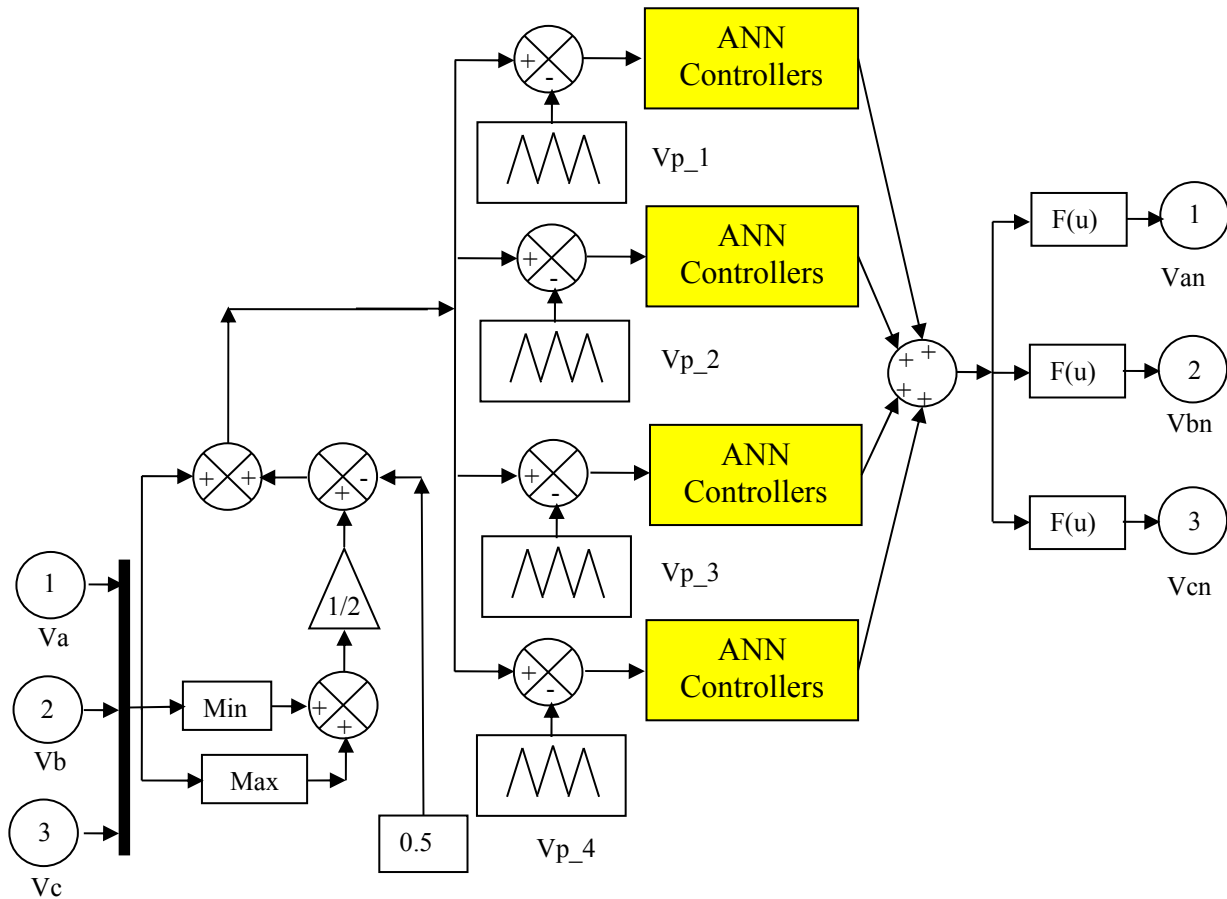 ANN
Controllers
+
-
Vp_1
ANN
Controllers
+
-
Vp_2
ANN
Controllers
+
-
Vp_3
ANN
Controllers
+
-
Vp_4
+ +
+ +
F(u)
1
Van
F(u)
2
Vbn
F(u)
3
Vcn
+ +
+ -
1/2
1
Va
2
Vb
3
Vc
Min
+
+
Max
0.5